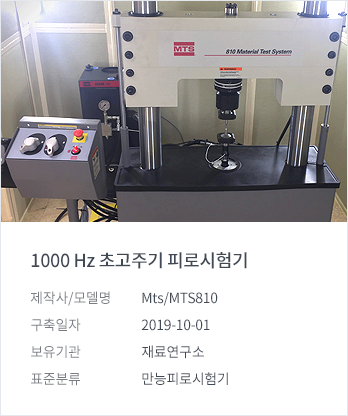 MTS
810 Material Test System
1000 Hz 초고주기 피로시험기
제작사/모델명 Mts/MTS810
구축일자 2019-10-01
보유기관 재료연구소
표준분류 만능피로시험기